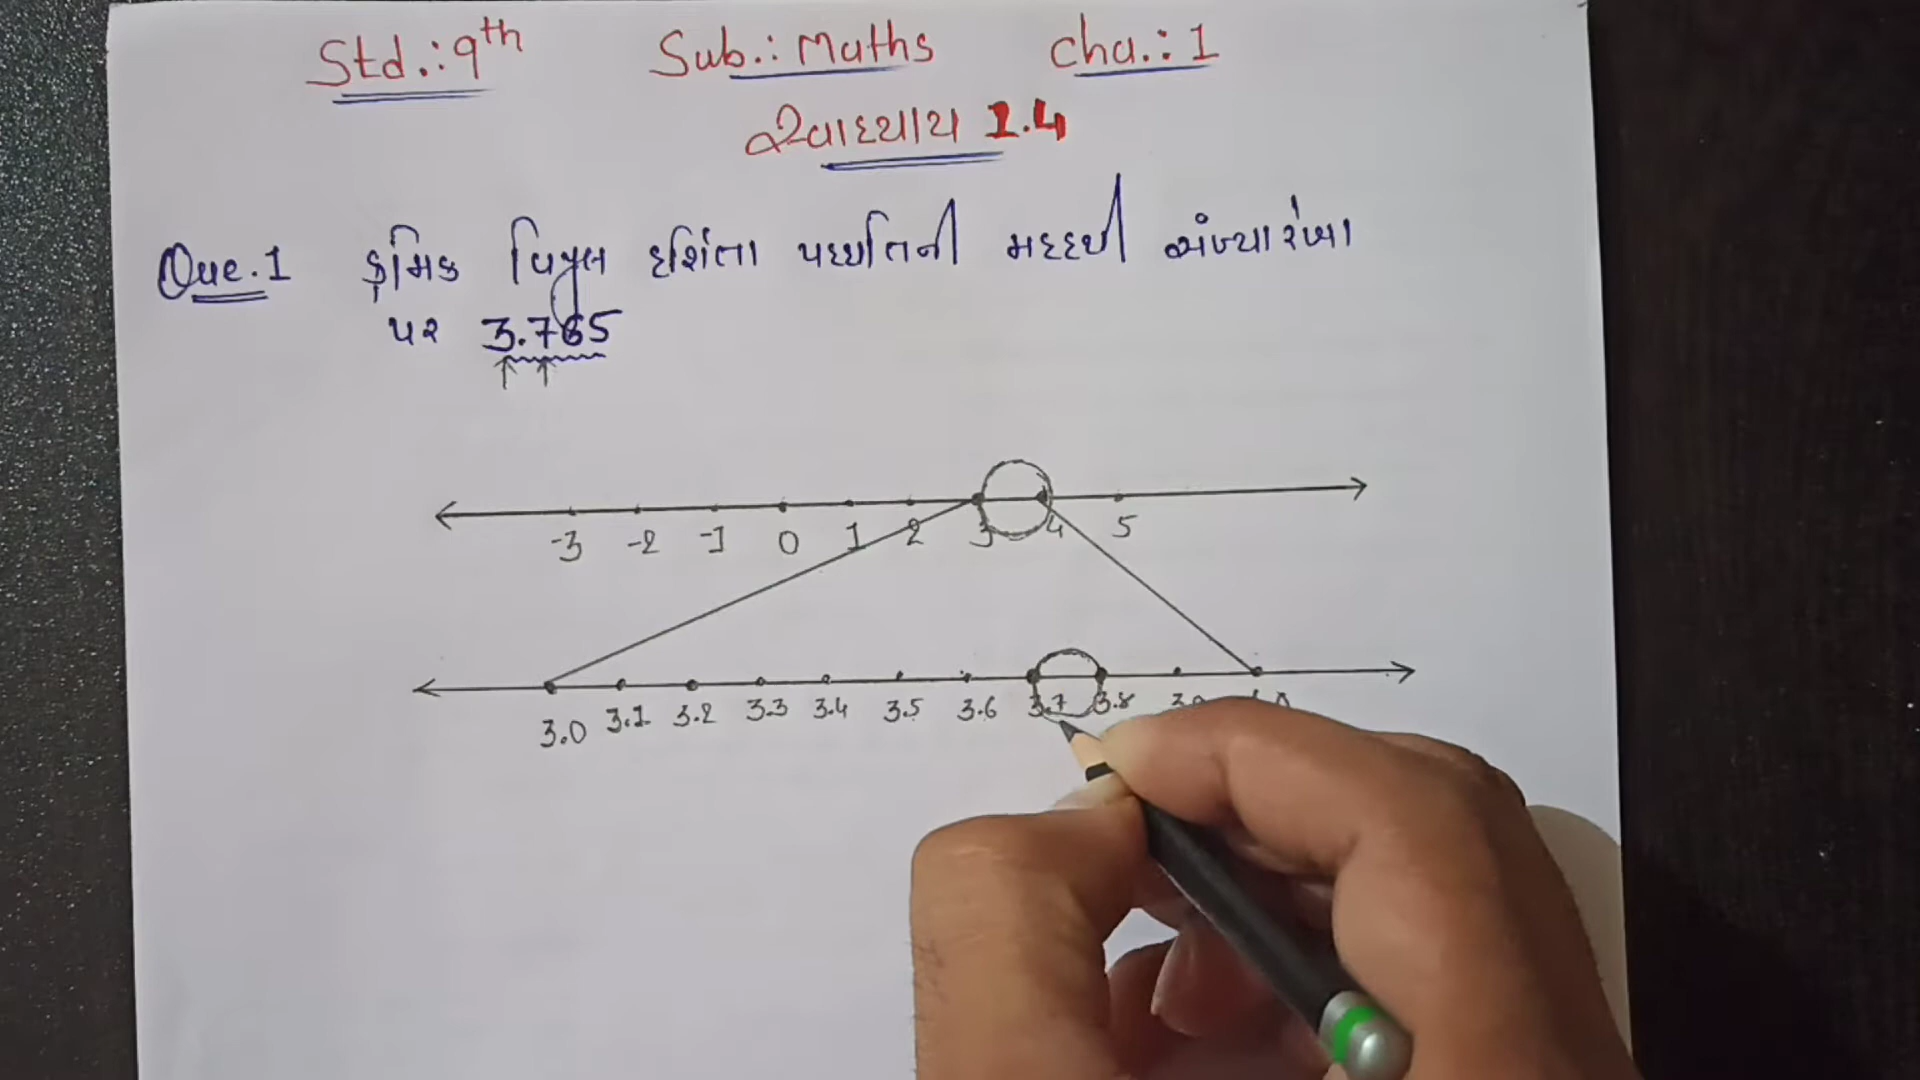 Std.:9th Sub.: Maths Cha.: 1
સ્વાધ્યાય 1.4
Que.1 ક્રમિક વિપુલ દર્શિતા પધ્ધતિની મદદથી સંખ્યારેખા
પર 3.765
-3 -2 -1 0 1 2 3 4 5
3.0 3.1 3.2 3.3 3.4 3.5 3.6 3.7 3.8